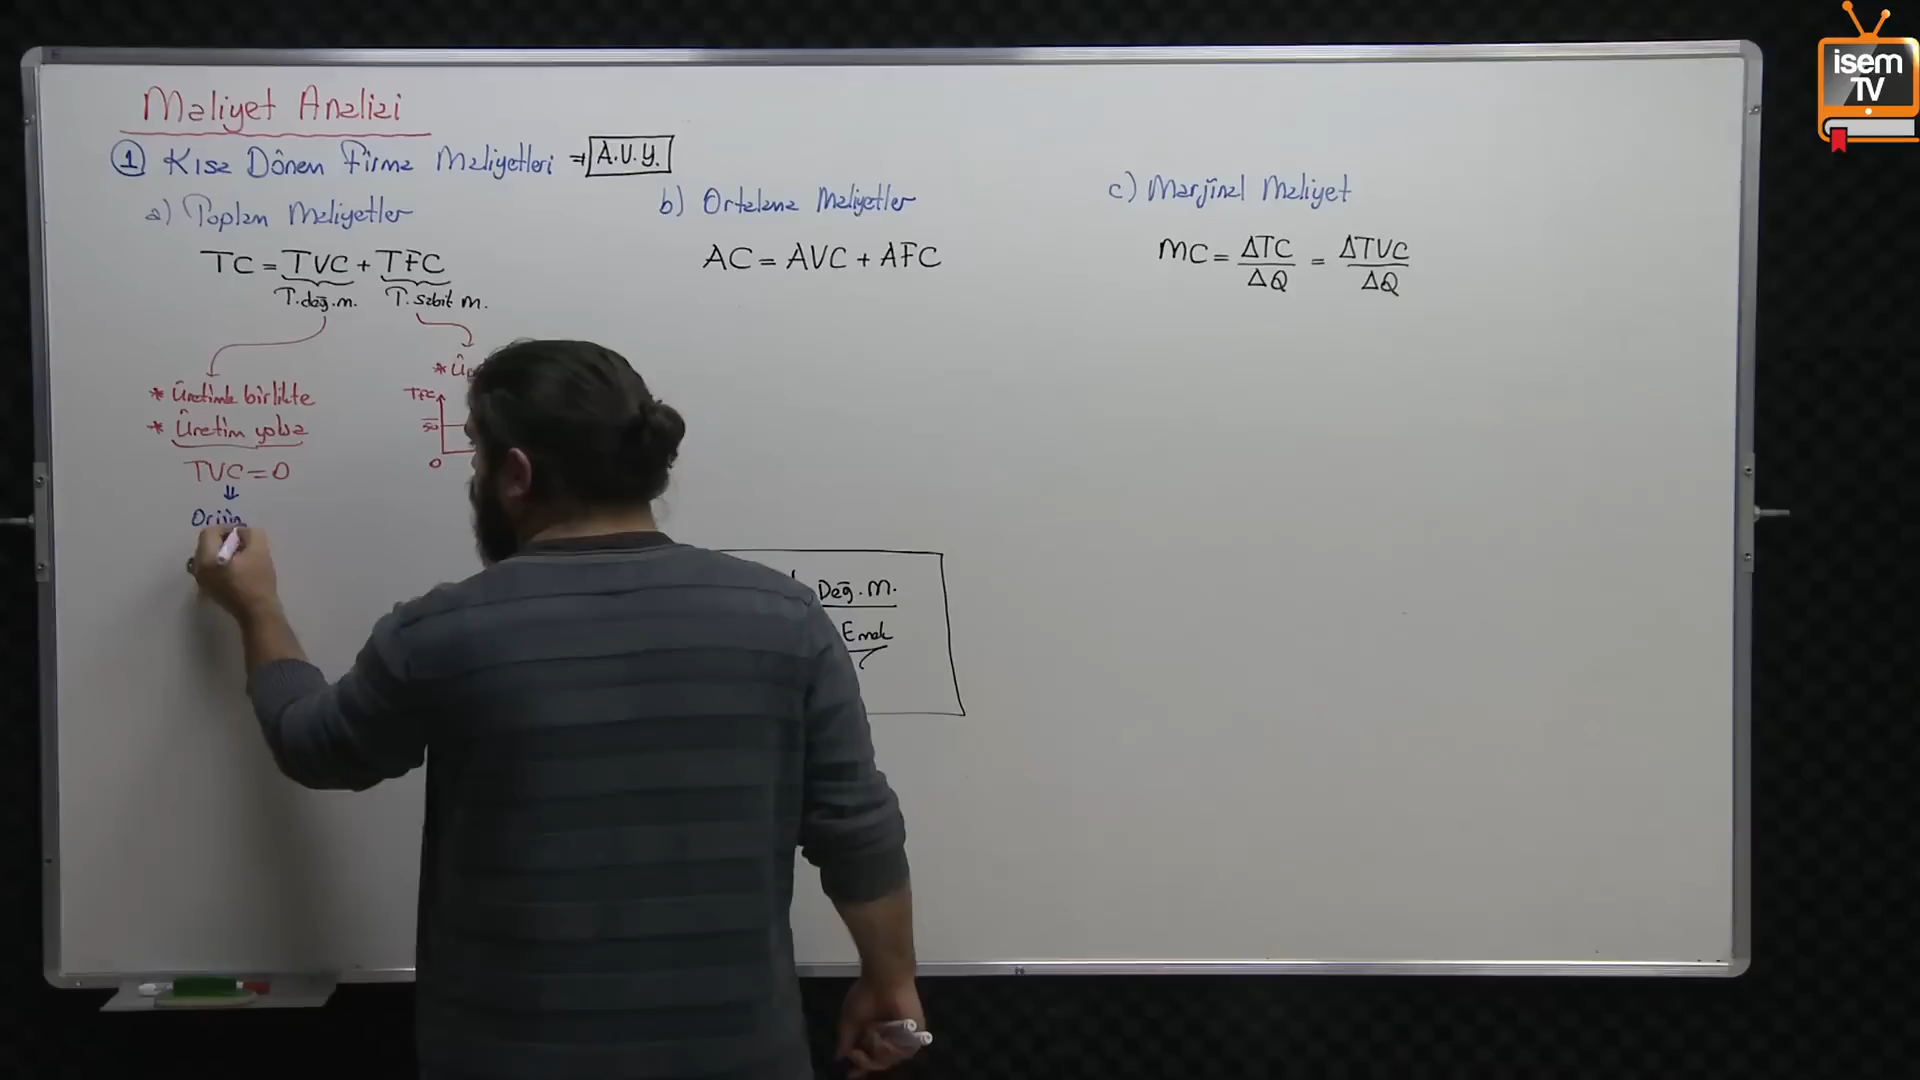 Maliyet Analizi
1 Kısa Dönem Firma Maliyetleri ⇒ A.V.Y.
a) Toplam Maliyetler
TC = TVC + TFC
T.değ.m. T.sabit m.
* Üretimle birlikte
* Üretim yoksa
TVC = 0
⇓
Orijin
TFC
50
0
b) Ortalama Maliyetler
AC = AVC + AFC
Değ. M.
Emek
c) Marjinal Maliyet
MC = ΔTC/ΔQ = ΔTVC/ΔQ
isem
TV